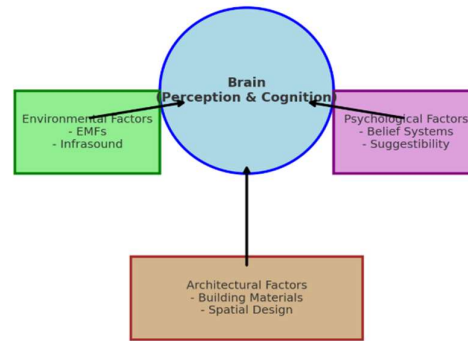 Brain
(Perception & Cognition)
Environmental Factors
- EMFs
- Infrasound
Psychological Factors
- Belief Systems
- Suggestibility
Architectural Factors
- Building Materials
- Spatial Design